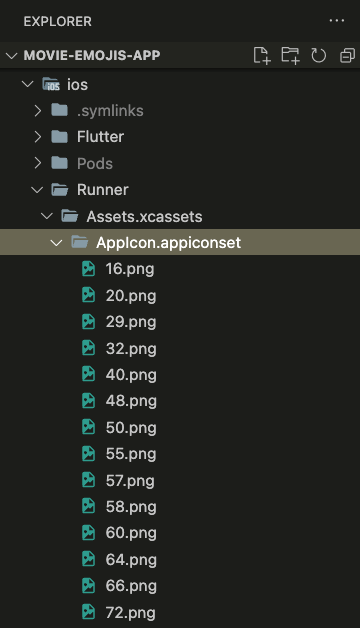 EXPLORER
MOVIE-EMOJIS-APP
iOS ios
.symlinks
Flutter
Pods
Runner
Assets.xcassets
AppIcon.appiconset
16.png
20.png
29.png
32.png
40.png
48.png
50.png
55.png
57.png
58.png
60.png
64.png
66.png
72.png